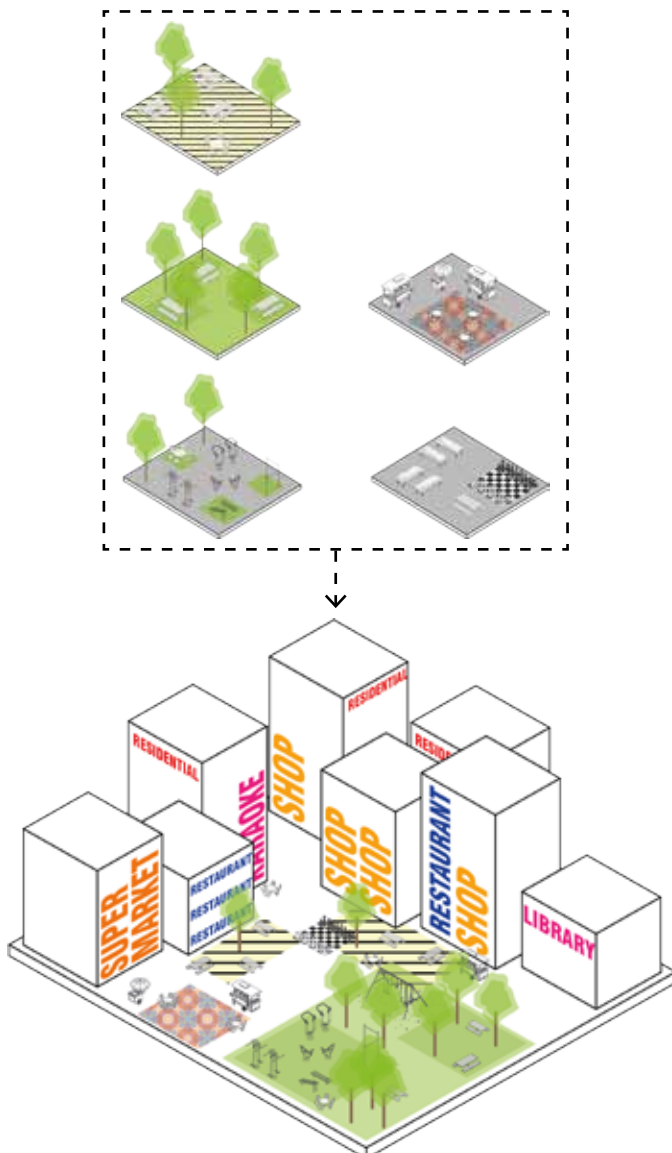 RESIDENTIAL
SHOP
RESIDENTIAL
KARAOKE
SHOP
SHOP
RESTAURANT
SHOP
SUPER
MARKET
RESTAURANT
RESTAURANT
RESTAURANT
LIBRARY